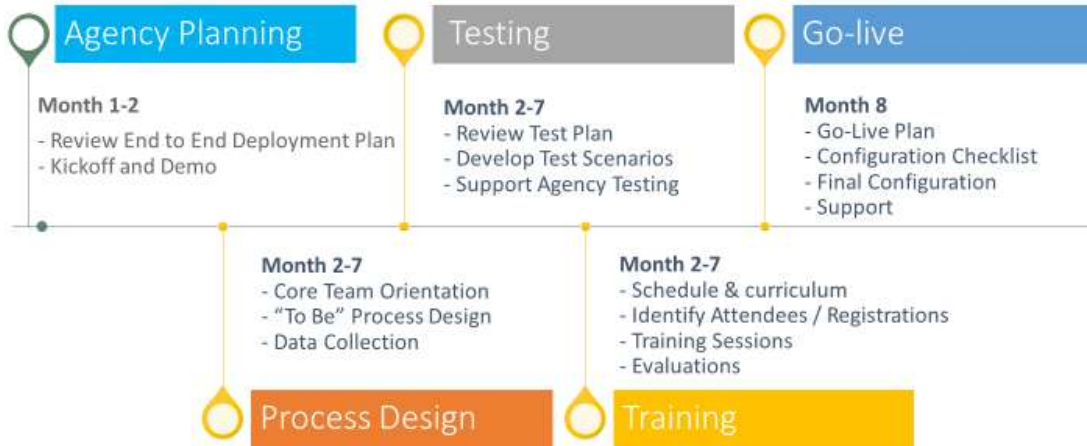 Agency Planning
Month 1-2
- Review End to End Deployment Plan
- Kickoff and Demo
Testing
Month 2-7
- Review Test Plan
- Develop Test Scenarios
- Support Agency Testing
Go-live
Month 8
- Go-Live Plan
- Configuration Checklist
- Final Configuration
- Support
Month 2-7
- Core Team Orientation
- “To Be” Process Design
- Data Collection
Process Design
Month 2-7
- Schedule & curriculum
- Identify Attendees / Registrations
- Training Sessions
- Evaluations
Training